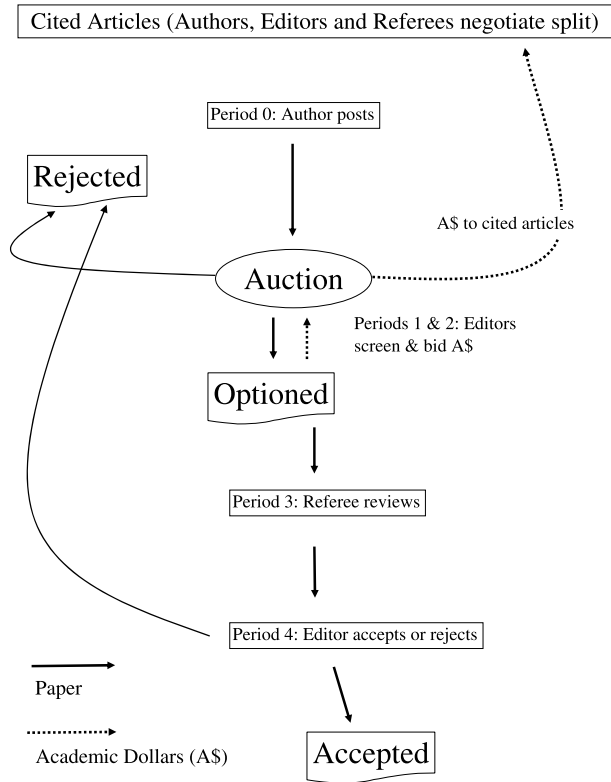 Cited Articles (Authors, Editors and Referees negotiate split)
Period 0: Author posts
Rejected
A$ to cited articles
Auction
Periods 1 & 2: Editors
screen & bid A$
Optioned
Period 3: Referee reviews
Period 4: Editor accepts or rejects
Paper
Academic Dollars (A$)
Accepted